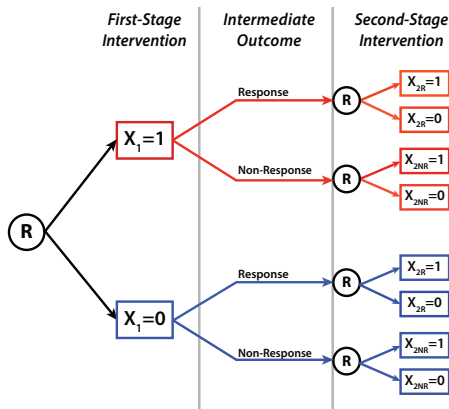 First-Stage
Intervention
Intermediate
Outcome
Second-Stage
Intervention
R
X1=1
Response
R
X2R=1
X2R=0
Non-Response
R
X2NR=1
X2NR=0
X1=0
Response
R
X2R=1
X2R=0
Non-Response
R
X2NR=1
X2NR=0